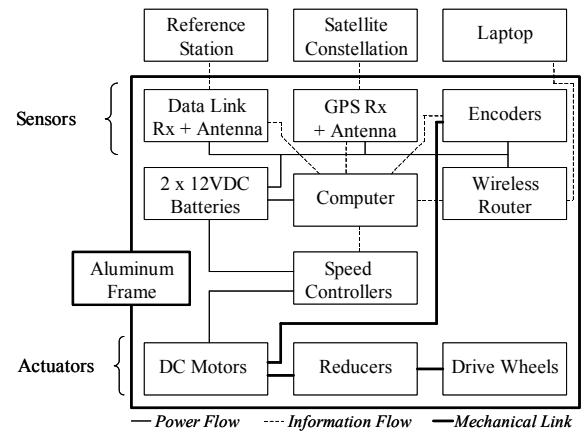 Reference
Station
Satellite
Constellation
Laptop
Sensors
Data Link
Rx + Antenna
GPS Rx
+ Antenna
Encoders
2 x 12VDC
Batteries
Computer
Wireless
Router
Aluminum
Frame
Speed
Controllers
Actuators
DC Motors
Reducers
Drive Wheels
Power Flow
Information Flow
Mechanical Link